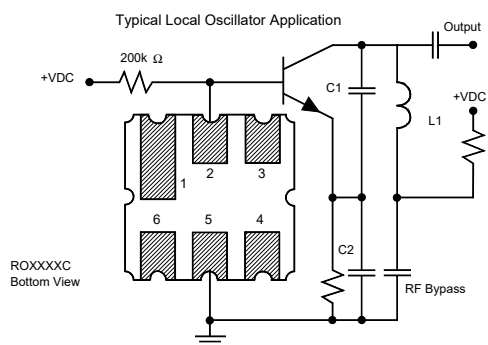 Typical Local Oscillator Application
Output
200k Ω
+VDC
C1
+VDC
L1
1
2
3
6
5
4
C2
ROXXXXC
Bottom View
RF Bypass